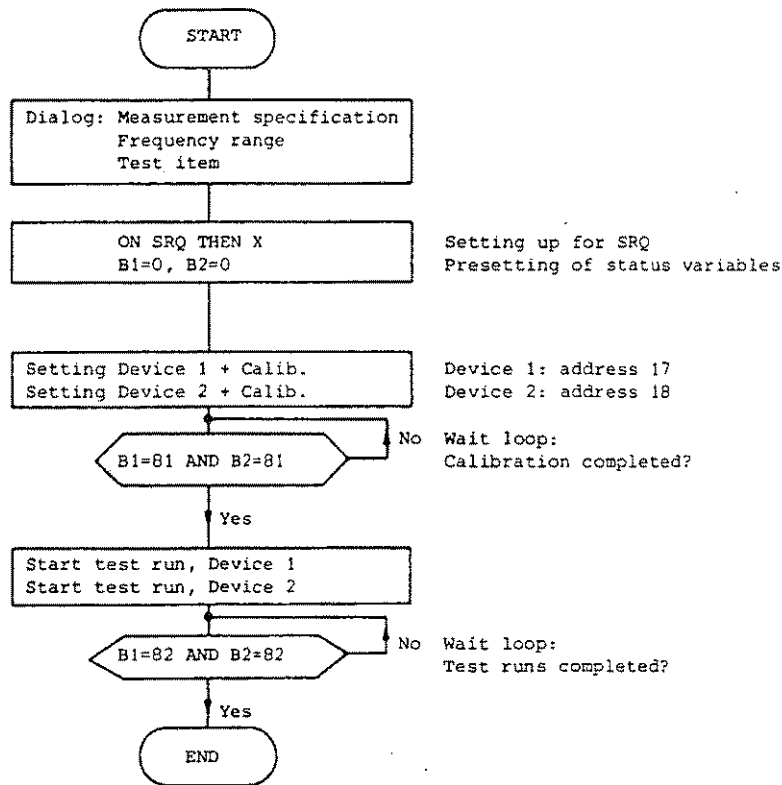 START
Dialog: Measurement specification
Frequency range
Test item
ON SRQ THEN X
B1=0, B2=0
Setting up for SRQ
Presetting of status variables
Setting Device 1 + Calib.
Setting Device 2 + Calib.
Device 1: address 17
Device 2: address 18
B1=81 AND B2=81
No
Wait loop:
Calibration completed?
Yes
Start test run, Device 1
Start test run, Device 2
B1=82 AND B2=82
No
Wait loop:
Test runs completed?
Yes
END